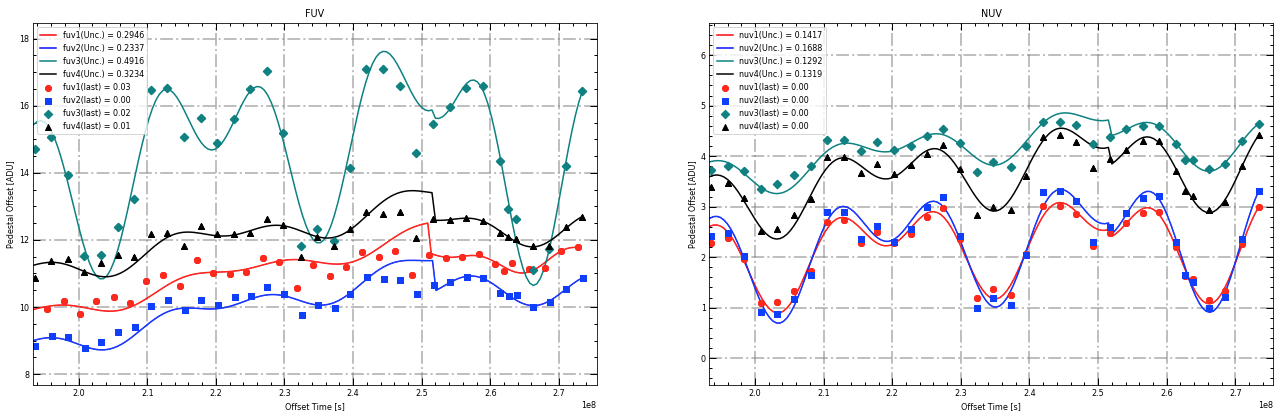 FUV
Pedestal Offset [ADU]
18
16
14
12
10
8
fuv1(Unc.) = 0.2946
fuv2(Unc.) = 0.2337
fuv3(Unc.) = 0.4916
fuv4(Unc.) = 0.3234
fuv1(last) = 0.03
fuv2(last) = 0.00
fuv3(last) = 0.02
fuv4(last) = 0.01
2.0 2.1 2.2 2.3 2.4 2.5 2.6 2.7
Offset Time [s]
1e8
NUV
Pedestal Offset [ADU]
6
5
4
3
2
1
0
nuv1(Unc.) = 0.1417
nuv2(Unc.) = 0.1688
nuv3(Unc.) = 0.1292
nuv4(Unc.) = 0.1319
nuv1(last) = 0.00
nuv2(last) = 0.00
nuv3(last) = 0.00
nuv4(last) = 0.00
2.0 2.1 2.2 2.3 2.4 2.5 2.6 2.7
Offset Time [s]
1e8